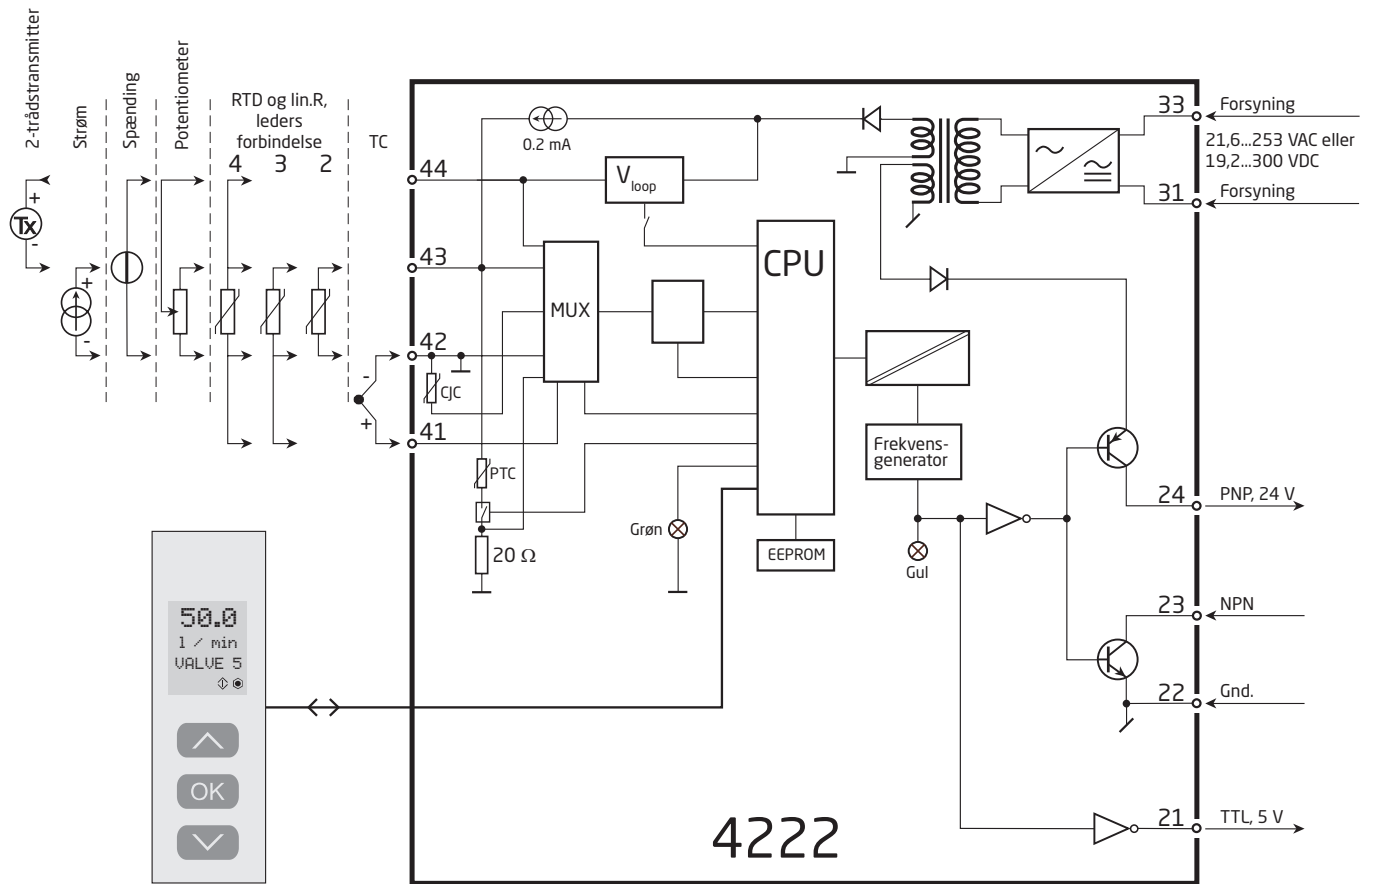 2-trådstransmitter
Strøm
Spænding
Potentiometer
RTD og lin.R,
leders
forbindelse
4 3 2
TC
+
Tx
-
+
-
-
+
44
43
42
41
0.2 mA
Vloop
MUX
CPU
CJC
PTC
20 Ω
Grøn
EEPROM
Frekvens-
generator
Gul
33
Forsyning
21,6...253 VAC eller
19,2...300 VDC
31
Forsyning
24
PNP, 24 V
23
NPN
22
Gnd.
21
TTL, 5 V
50.0
l / min
VALVE 5
OK
4222